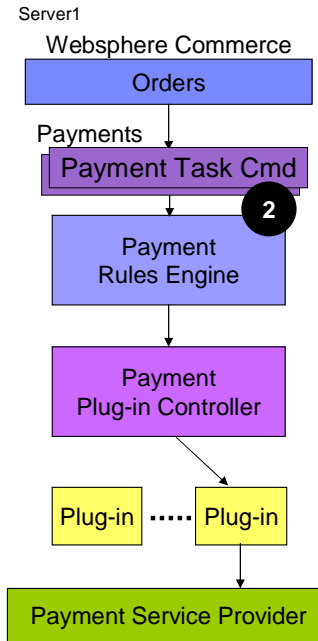 Server1
Websphere Commerce
Orders
Payments
Payment Task Cmd
2
Payment
Rules Engine
Payment
Plug-in Controller
Plug-in
Plug-in
Payment Service Provider